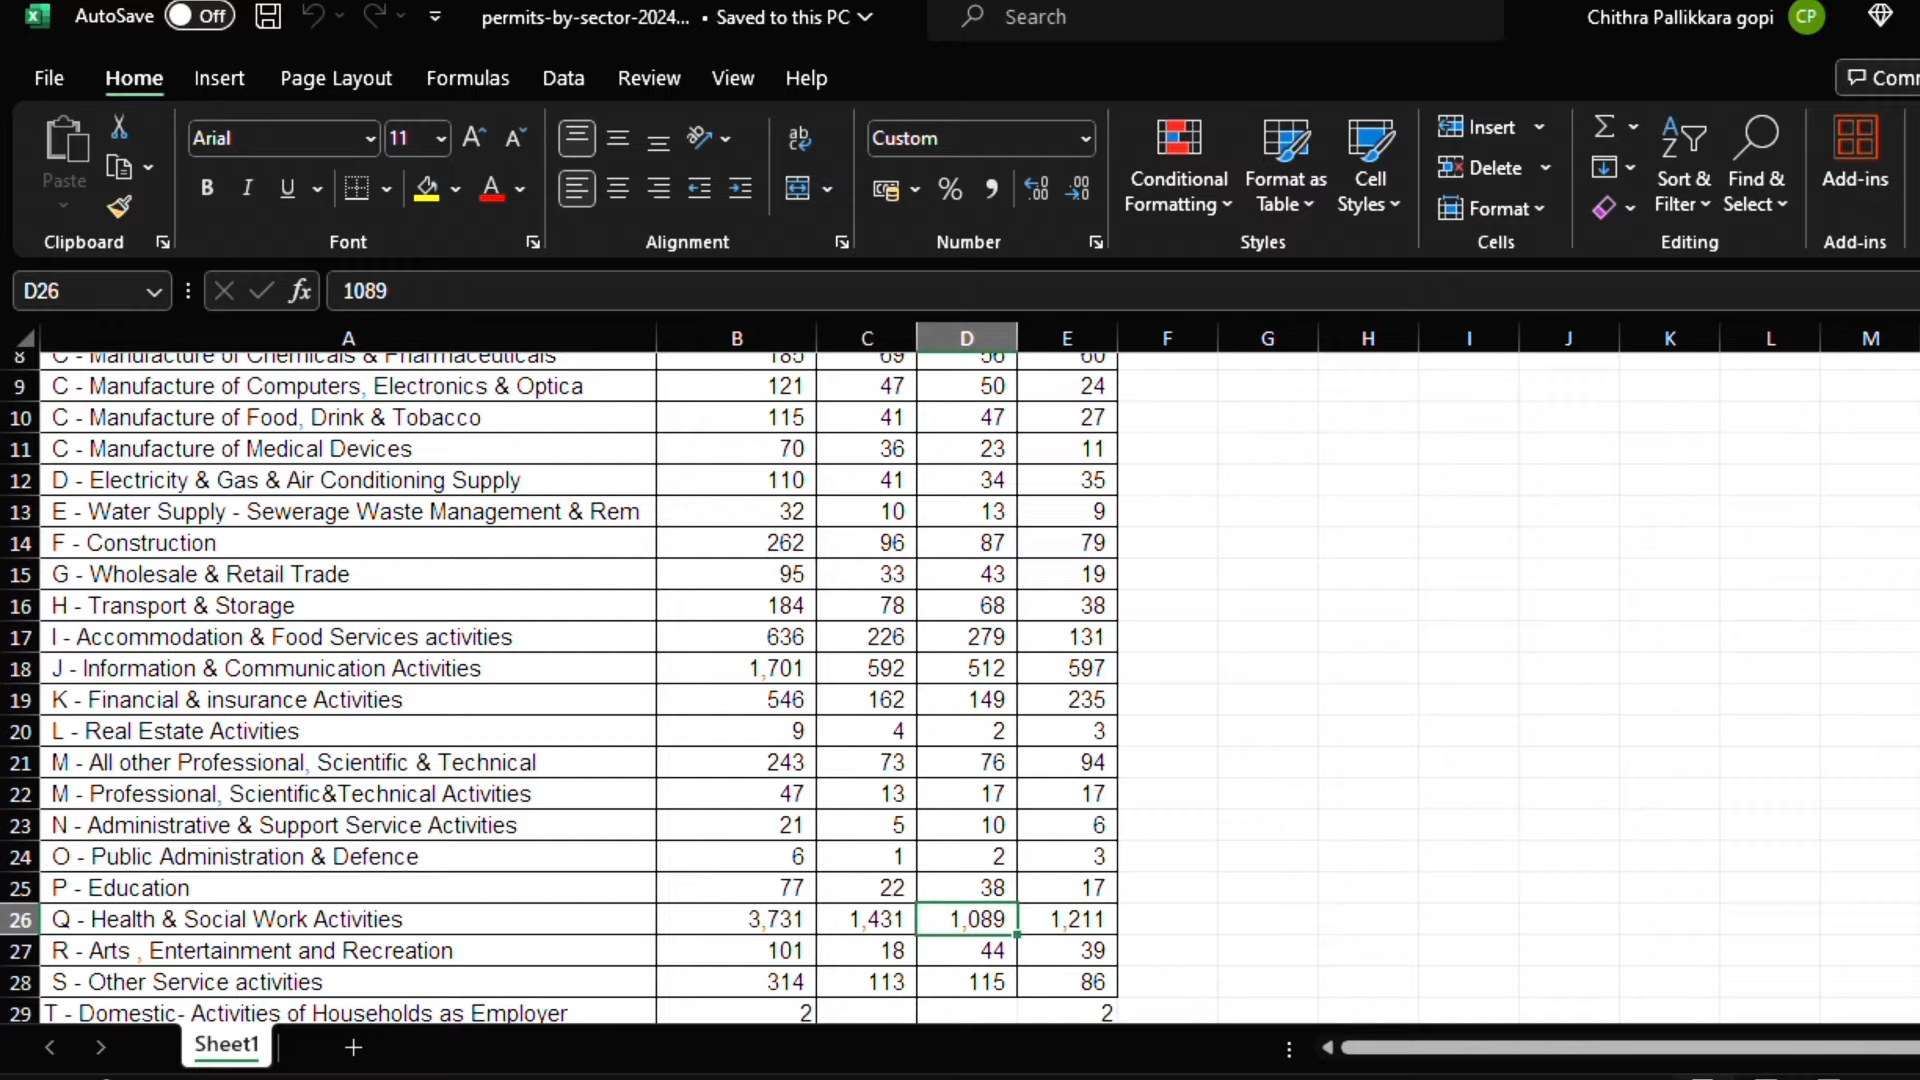 AutoSave Off permits-by-sector-2024... • Saved to this PC Search Chithra Pallikkara gopi CP
File Home Insert Page Layout Formulas Data Review View Help Comm
Paste Arial 11 Custom Conditional Formatting Format as Table Cell Styles Insert Delete Format Sort & Filter Find & Select Add-ins
Clipboard Font Alignment Number Styles Cells Editing Add-ins
D26 fx 1089
A B C D E F G H I J K L M
8 C - Manufacture of Chemicals & Pharmaceuticals 185 69 56 60
9 C - Manufacture of Computers, Electronics & Optica 121 47 50 24
10 C - Manufacture of Food, Drink & Tobacco 115 41 47 27
11 C - Manufacture of Medical Devices 70 36 23 11
12 D - Electricity & Gas & Air Conditioning Supply 110 41 34 35
13 E - Water Supply - Sewerage Waste Management & Rem 32 10 13 9
14 F - Construction 262 96 87 79
15 G - Wholesale & Retail Trade 95 33 43 19
16 H - Transport & Storage 184 78 68 38
17 I - Accommodation & Food Services activities 636 226 279 131
18 J - Information & Communication Activities 1,701 592 512 597
19 K - Financial & insurance Activities 546 162 149 235
20 L - Real Estate Activities 9 4 2 3
21 M - All other Professional, Scientific & Technical 243 73 76 94
22 M - Professional, Scientific&Technical Activities 47 13 17 17
23 N - Administrative & Support Service Activities 21 5 10 6
24 O - Public Administration & Defence 6 1 2 3
25 P - Education 77 22 38 17
26 Q - Health & Social Work Activities 3,731 1,431 1,089 1,211
27 R - Arts , Entertainment and Recreation 101 18 44 39
28 S - Other Service activities 314 113 115 86
29 T - Domestic- Activities of Households as Employer 2 2
Sheet1